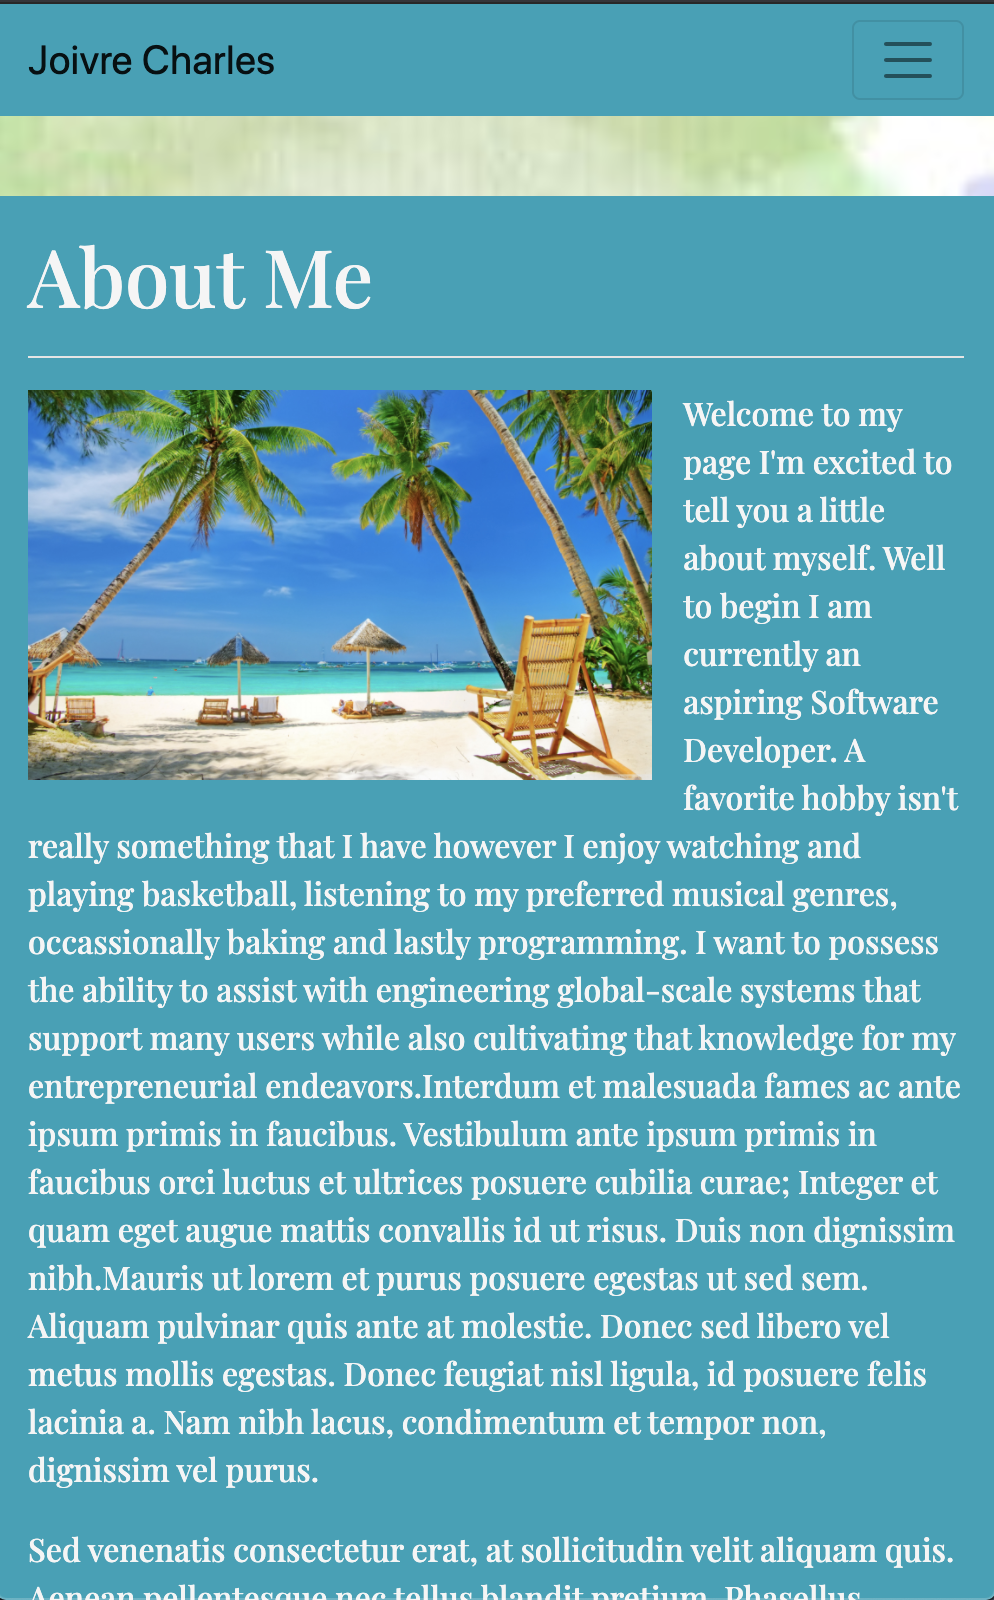 Joivre Charles
About Me
Welcome to my
page I'm excited to
tell you a little
about myself. Well
to begin I am
currently an
aspiring Software
Developer. A
favorite hobby isn't
really something that I have however I enjoy watching and
playing basketball, listening to my preferred musical genres,
occassionally baking and lastly programming. I want to possess
the ability to assist with engineering global-scale systems that
support many users while also cultivating that knowledge for my
entrepreneurial endeavors.Interdum et malesuada fames ac ante
ipsum primis in faucibus. Vestibulum ante ipsum primis in
faucibus orci luctus et ultrices posuere cubilia curae; Integer et
quam eget augue mattis convallis id ut risus. Duis non dignissim
nibh.Mauris ut lorem et purus posuere egestas ut sed sem.
Aliquam pulvinar quis ante at molestie. Donec sed libero vel
metus mollis egestas. Donec feugiat nisl ligula, id posuere felis
lacinia a. Nam nibh lacus, condimentum et tempor non,
dignissim vel purus.
Sed venenatis consectetur erat, at sollicitudin velit aliquam quis.
Aenean pellentesque nec tellus blandit pretium. Phasellus